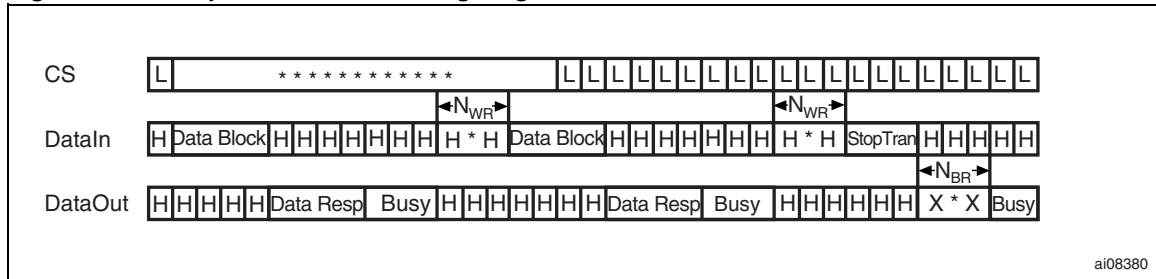 CS L * * * * * * * * * * * * L L L L L L L L L L L L L L L L L L L L
NWR NWR
DataIn H Data Block H H H H H H H H * H Data Block H H H H H H H H * H StopTran H H H H H
NBR
DataOut H H H H H Data Resp Busy H H H H H H H Data Resp Busy H H H H H H X * X Busy
ai08380